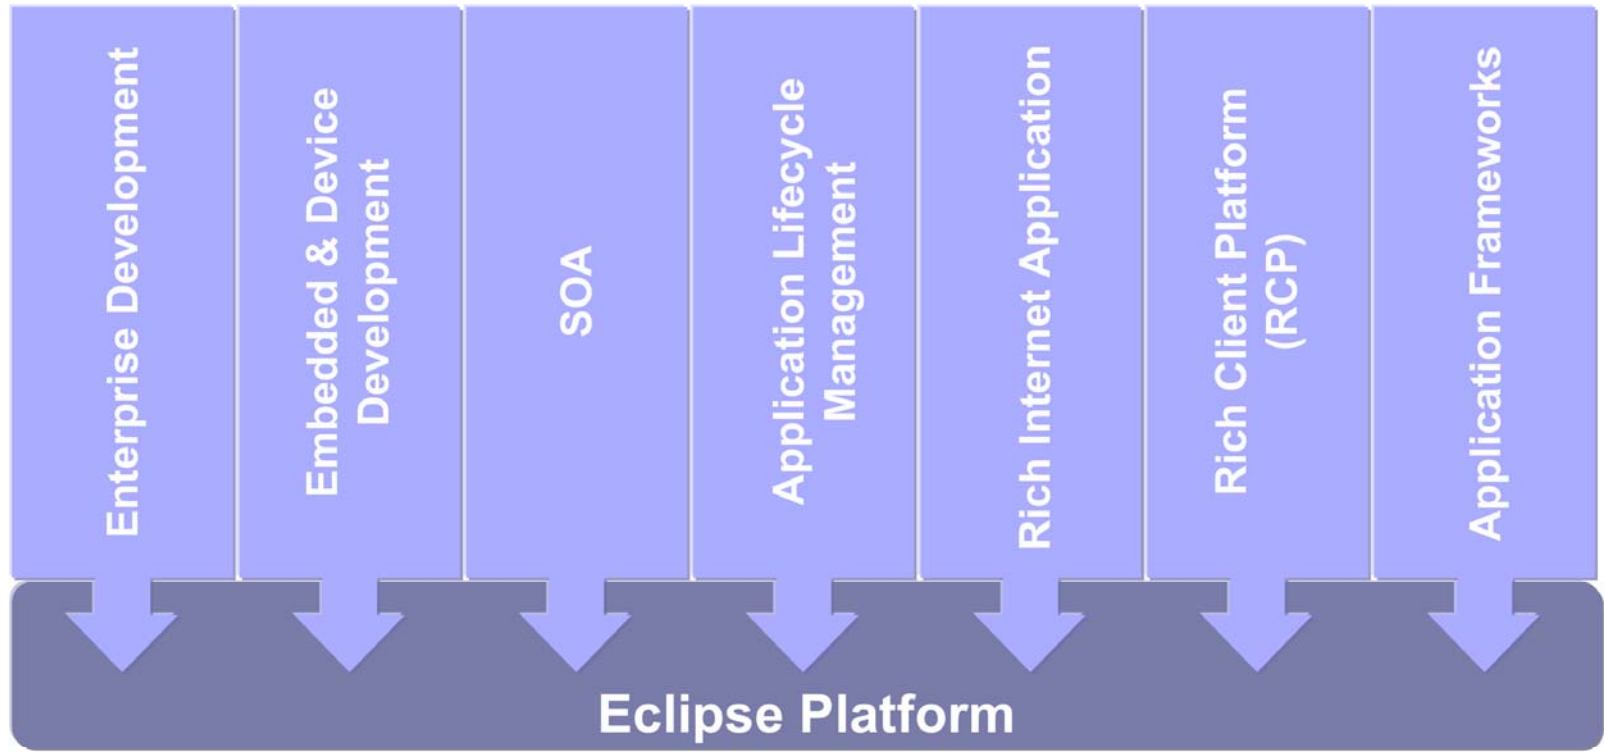 Enterprise Development
Embedded & Device
Development
SOA
Application Lifecycle
Management
Rich Internet Application
Rich Client Platform
(RCP)
Application Frameworks
Eclipse Platform